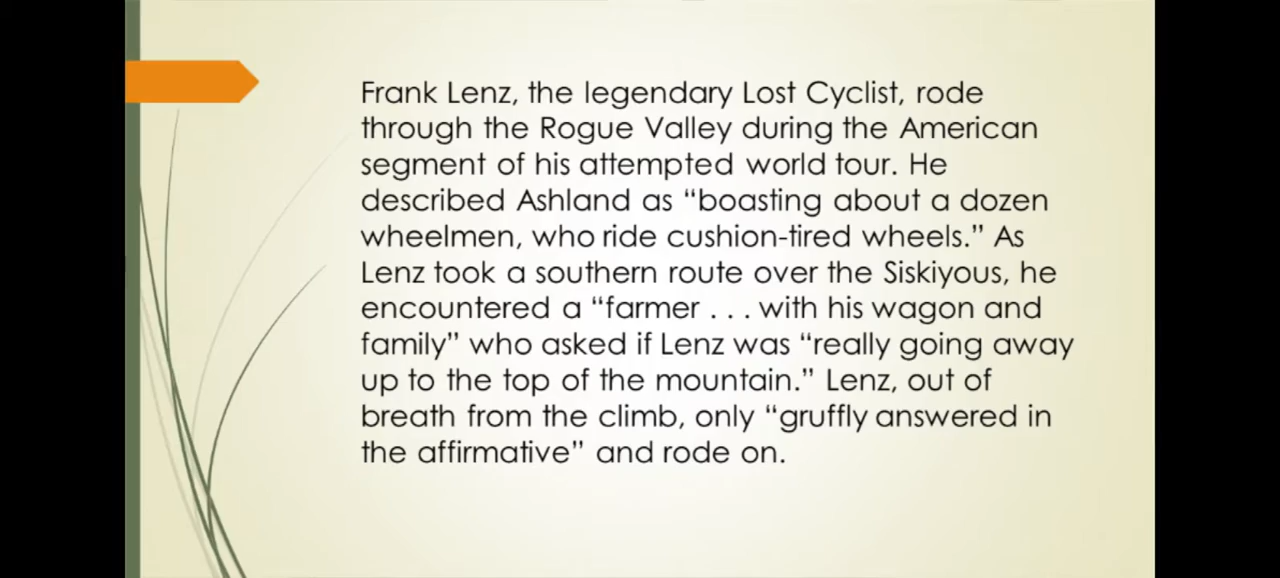 Frank Lenz, the legendary Lost Cyclist, rode
through the Rogue Valley during the American
segment of his attempted world tour. He
described Ashland as “boasting about a dozen
wheelmen, who ride cushion-tired wheels.” As
Lenz took a southern route over the Siskiyous, he
encountered a “farmer . . . with his wagon and
family” who asked if Lenz was “really going away
up to the top of the mountain.” Lenz, out of
breath from the climb, only “gruffly answered in
the affirmative” and rode on.